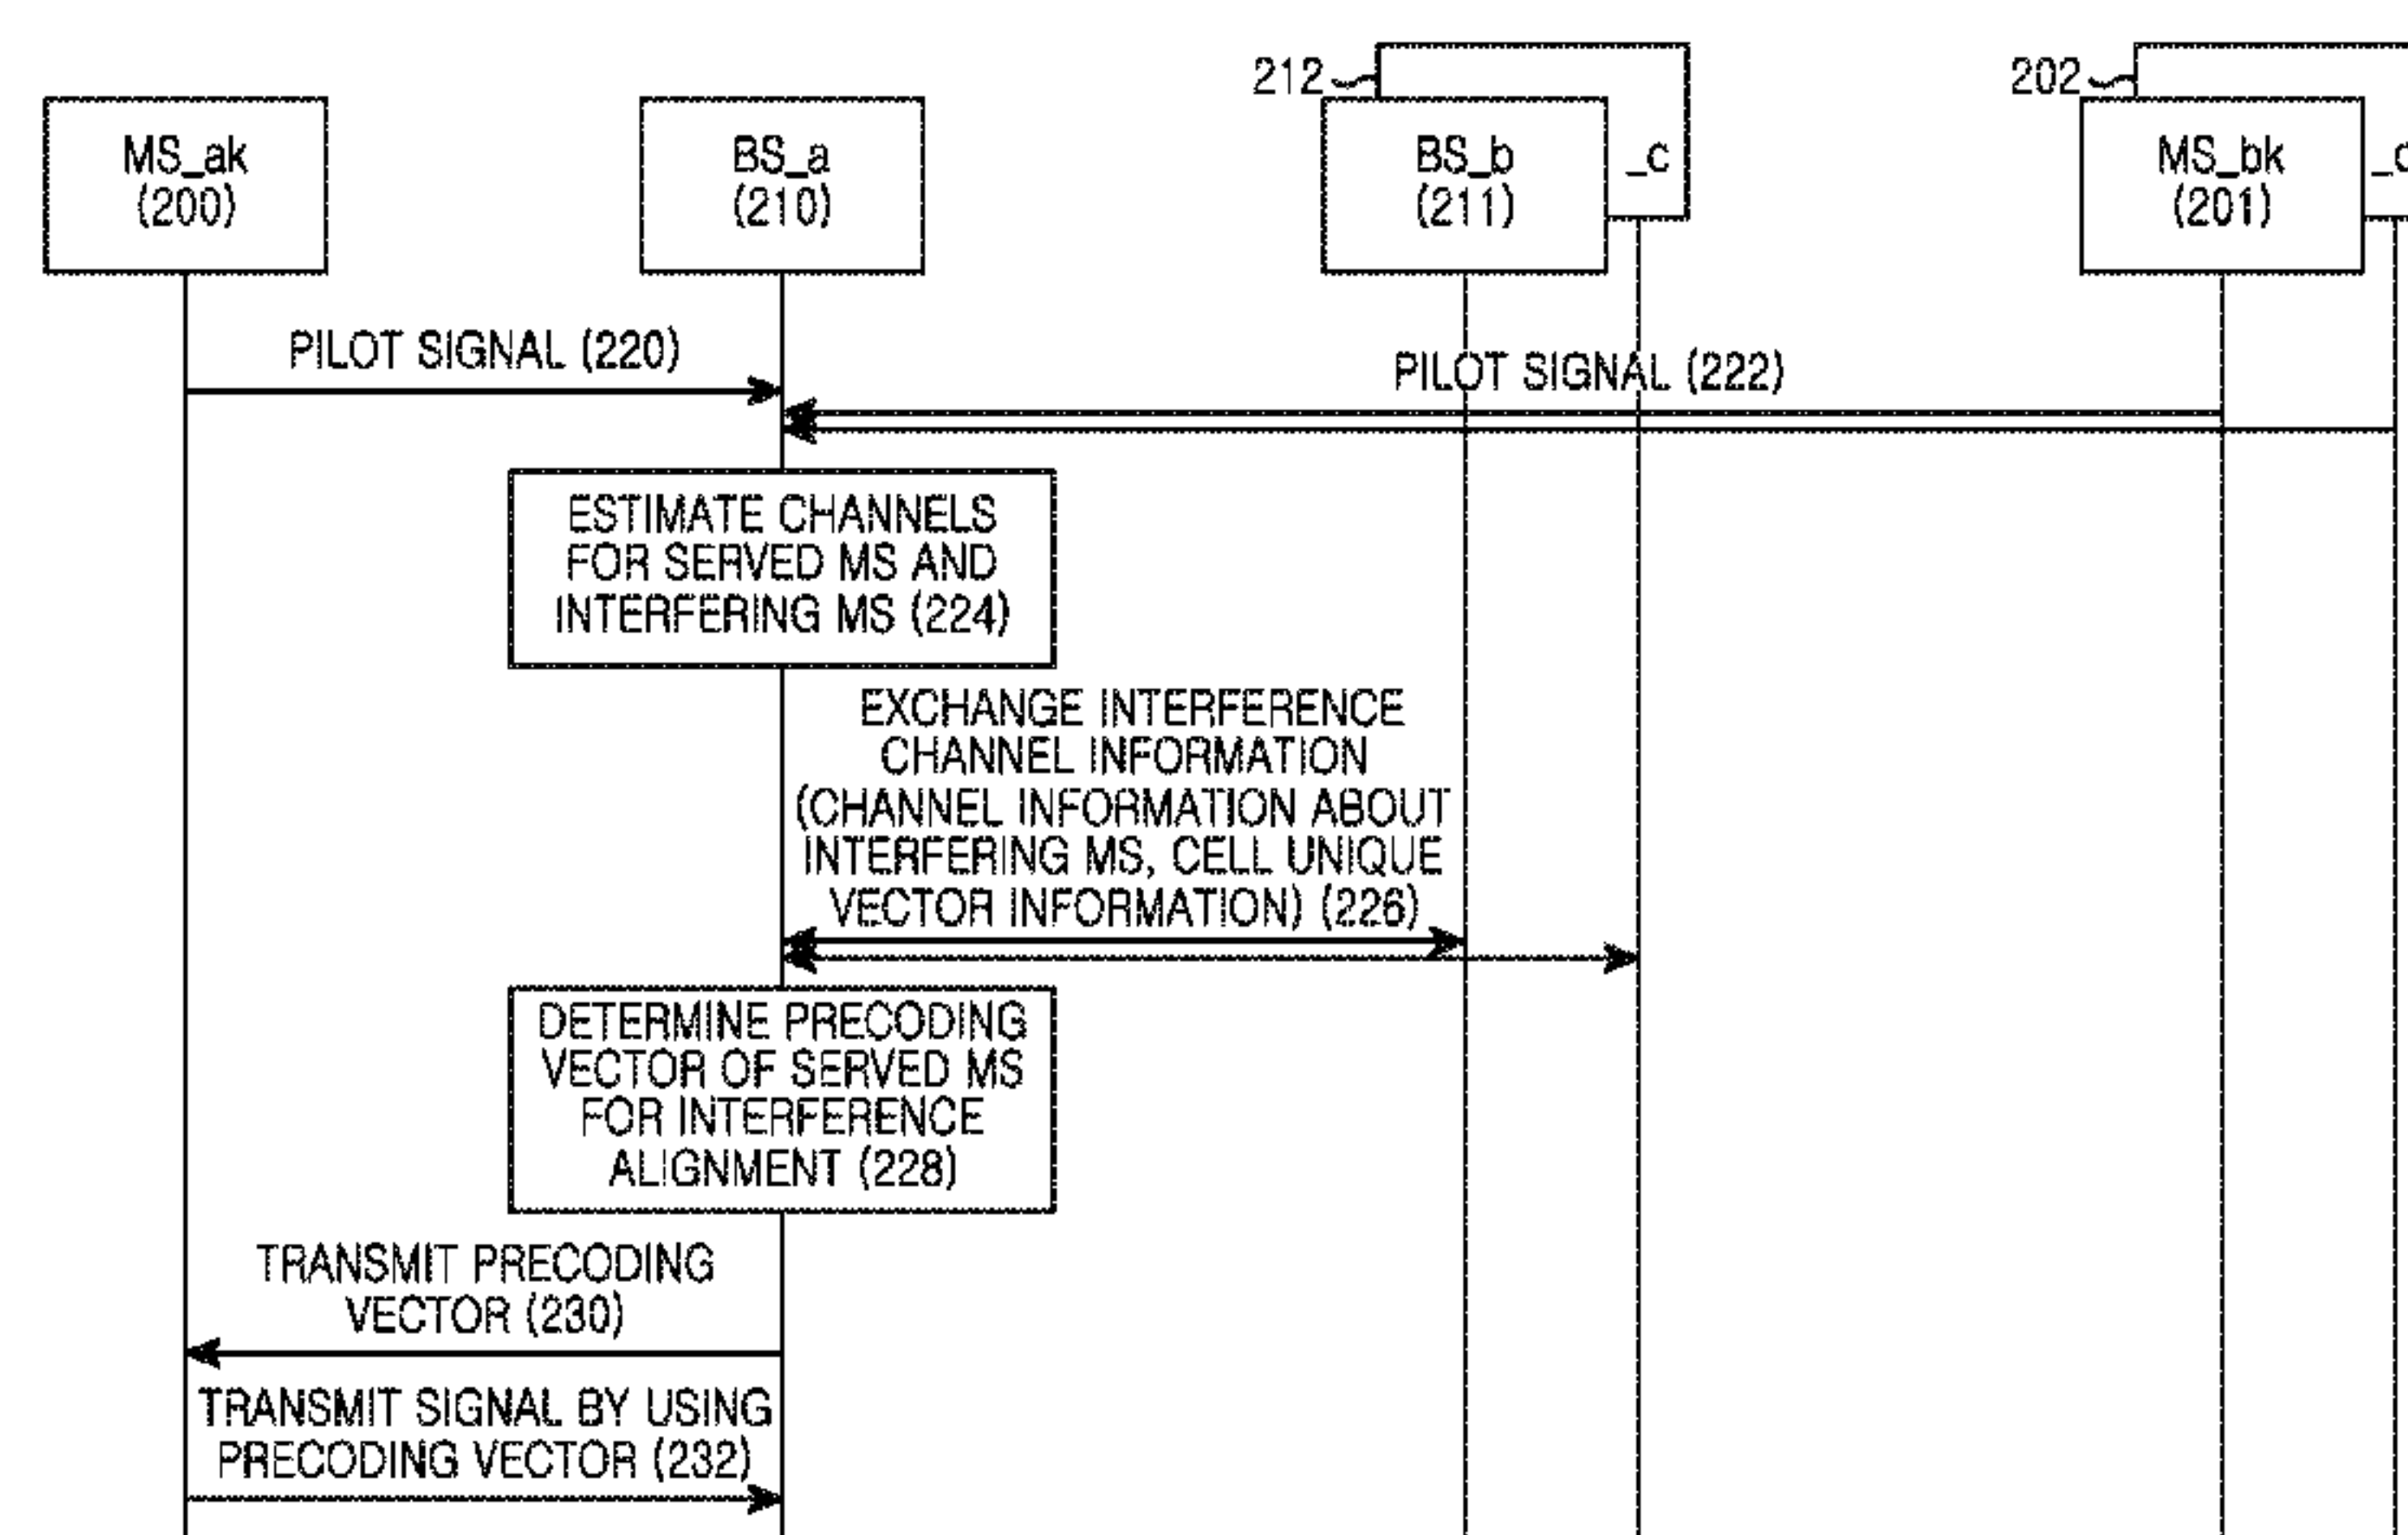 212
202
MS_ak
(200)
BS_a
(210)
BS_b
(211)
_c
MS_bk
(201)
PILOT SIGNAL (220)
PILOT SIGNAL (222)
ESTIMATE CHANNELS
FOR SERVED MS AND
INTERFERING MS (224)
EXCHANGE INTERFERENCE
CHANNEL INFORMATION
(CHANNEL INFORMATION ABOUT
INTERFERING MS, CELL UNIQUE
VECTOR INFORMATION) (226)
DETERMINE PRECODING
VECTOR OF SERVED MS
FOR INTERFERENCE
ALIGNMENT (228)
TRANSMIT PRECODING
VECTOR (230)
TRANSMIT SIGNAL BY USING
PRECODING VECTOR (232)